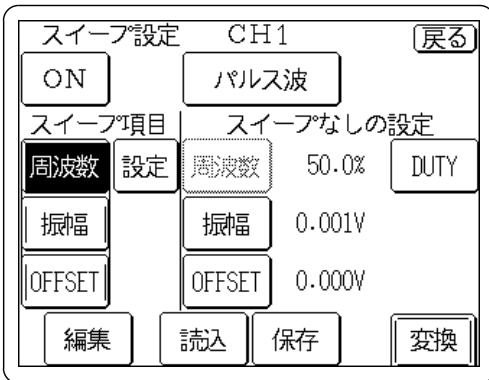 スイープ設定 CH1 戻る
ON パルス波
スイープ項目 スイープなしの設定
周波数 設定 周波数 50.0% DUTY
振幅 振幅 0.001V
OFFSET OFFSET 0.000V
編集 読込 保存 変換